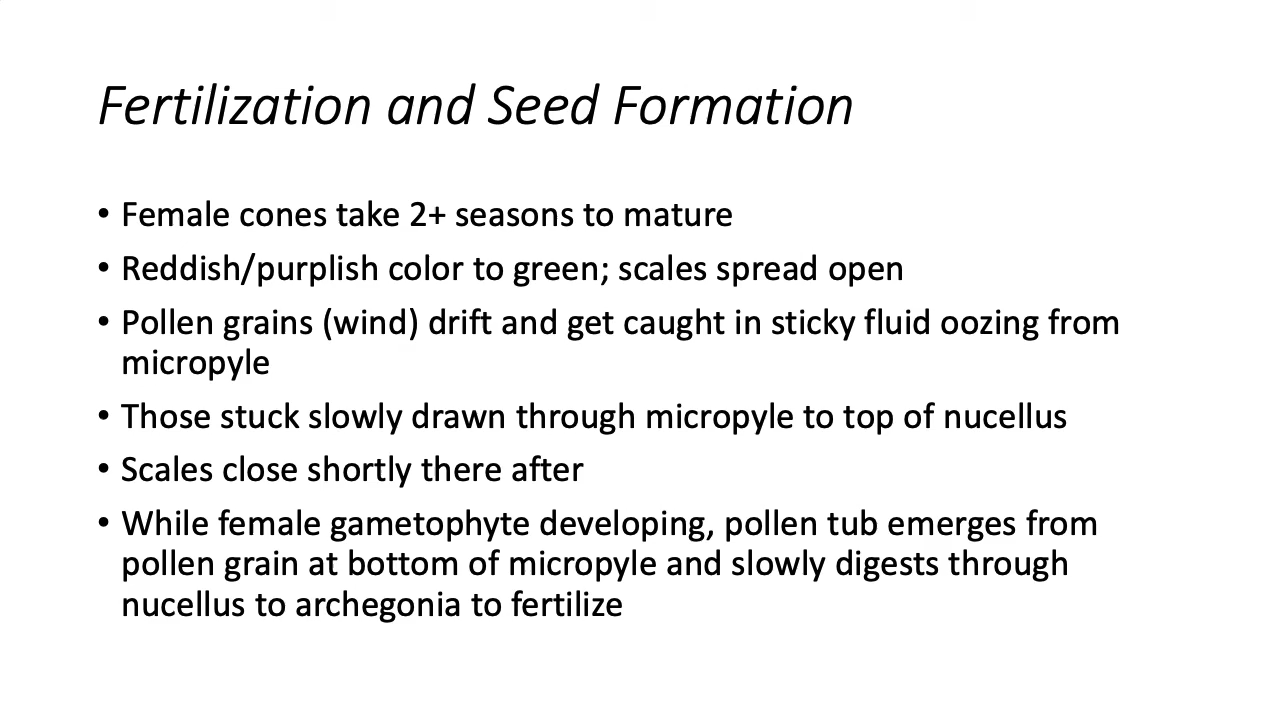 Fertilization and Seed Formation
• Female cones take 2+ seasons to mature
• Reddish/purplish color to green; scales spread open
• Pollen grains (wind) drift and get caught in sticky fluid oozing from
micropyle
• Those stuck slowly drawn through micropyle to top of nucellus
• Scales close shortly there after
• While female gametophyte developing, pollen tub emerges from
pollen grain at bottom of micropyle and slowly digests through
nucellus to archegonia to fertilize